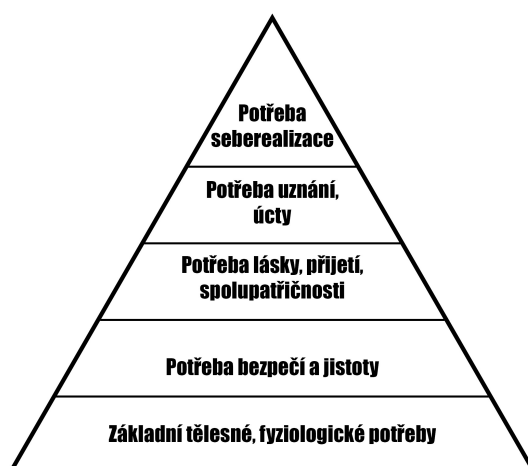 Potřeba
seberealizace
Potřeba uznání,
úcty
Potřeba lásky, přijetí,
spolupatřičnosti
Potřeba bezpečí a jistoty
Základní tělesné, fyziologické potřeby